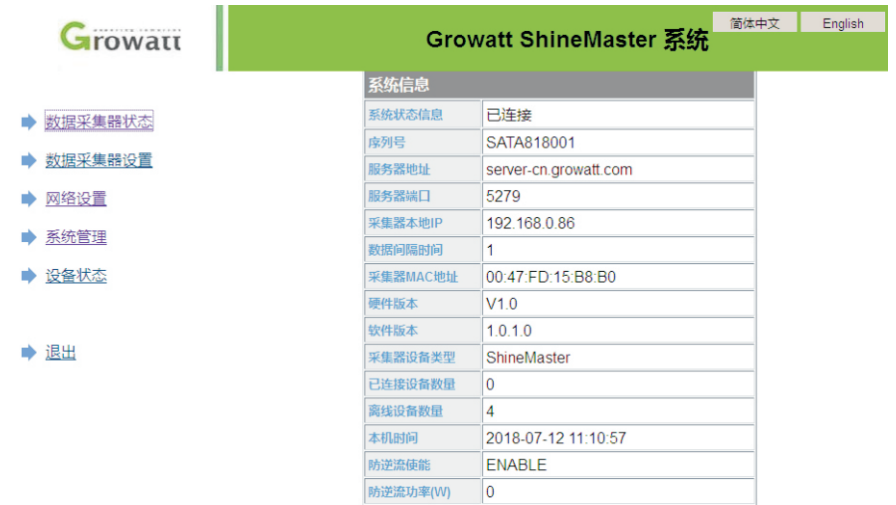 Growatt
Growatt ShineMaster 系统
简体中文
English
数据采集器状态
数据采集器设置
网络设置
系统管理
设备状态
退出
系统信息
系统状态信息 已连接
序列号 SATA818001
服务器地址 server-cn.growatt.com
服务器端口 5279
采集器本地IP 192.168.0.86
数据间隔时间 1
采集器MAC地址 00:47:FD:15:B8:B0
硬件版本 V1.0
软件版本 1.0.1.0
采集器设备类型 ShineMaster
已连接设备数量 0
离线设备数量 4
本机时间 2018-07-12 11:10:57
防逆流使能 ENABLE
防逆流功率(W) 0